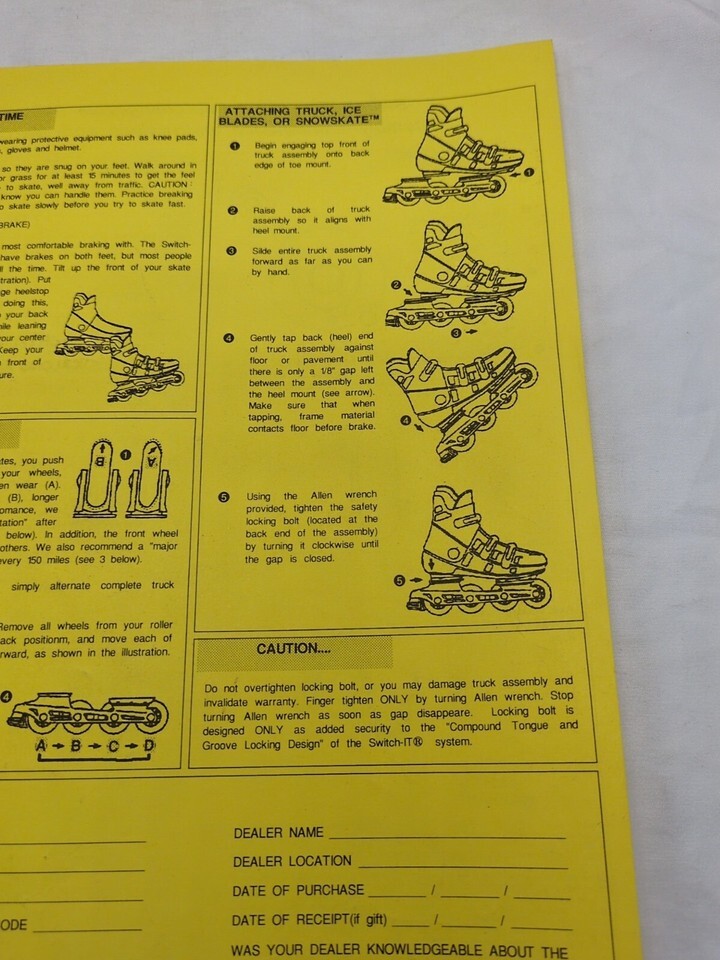 TIME
wearing protective equipment such as knee pads,
gloves and helmet.
so they are snug on your feet. Walk around in
or grass for at least 15 minutes to get the feel
to skate, well away from traffic. CAUTION:
know you can handle them. Practice breaking
skate slowly before you try to skate fast.
BRAKE)
most comfortable braking with. The Switch-
have brakes on both feet, but most people
the time. Tilt up the front of your skate
tration). Put
ge heelstop
doing this,
your back
while leaning
your center
Keep your
front of
ure.
1
B
A
tes, you push
your wheels,
en wear (A).
(B), longer
ormance, we
tation" after
below). In addition, the front wheel
others. We also recommend a "major
every 150 miles (see 3 below).
simply alternate complete truck
Remove all wheels from your roller
ack positionm, and move each of
rward, as shown in the illustration.
4
A → B → C → D
ATTACHING TRUCK, ICE
BLADES, OR SNOWSKATE™
1 Begin engaging top front of
truck assembly onto back
edge of toe mount.
1
2 Raise back of truck
assembly so it aligns with
heel mount.
3 Silde entire truck assembly
forward as far as you can
by hand.
2
3
4 Gently tap back (heel) end
of truck assembly against
floor or pavement until
there is only a 1/8" gap left
between the assembly and
the heel mount (see arrow).
Make sure that when
tapping, frame material
contacts floor before brake.
4
5 Using the Allen wrench
provided, tighten the safety
locking bolt (located at the
back end of the assembly)
by turning it clockwise until
the gap is closed.
5
CAUTION....
Do not overtighten locking bolt, or you may damage truck assembly and
invalidate warranty. Finger tighten ONLY by turning Allen wrench. Stop
turning Allen wrench as soon as gap disappeare. Locking bolt is
designed ONLY as added security to the "Compound Tongue and
Groove Locking Design" of the Switch-IT® system.
ODE
DEALER NAME
DEALER LOCATION
DATE OF PURCHASE / /
DATE OF RECEIPT(if gift) / /
WAS YOUR DEALER KNOWLEDGEABLE ABOUT THE